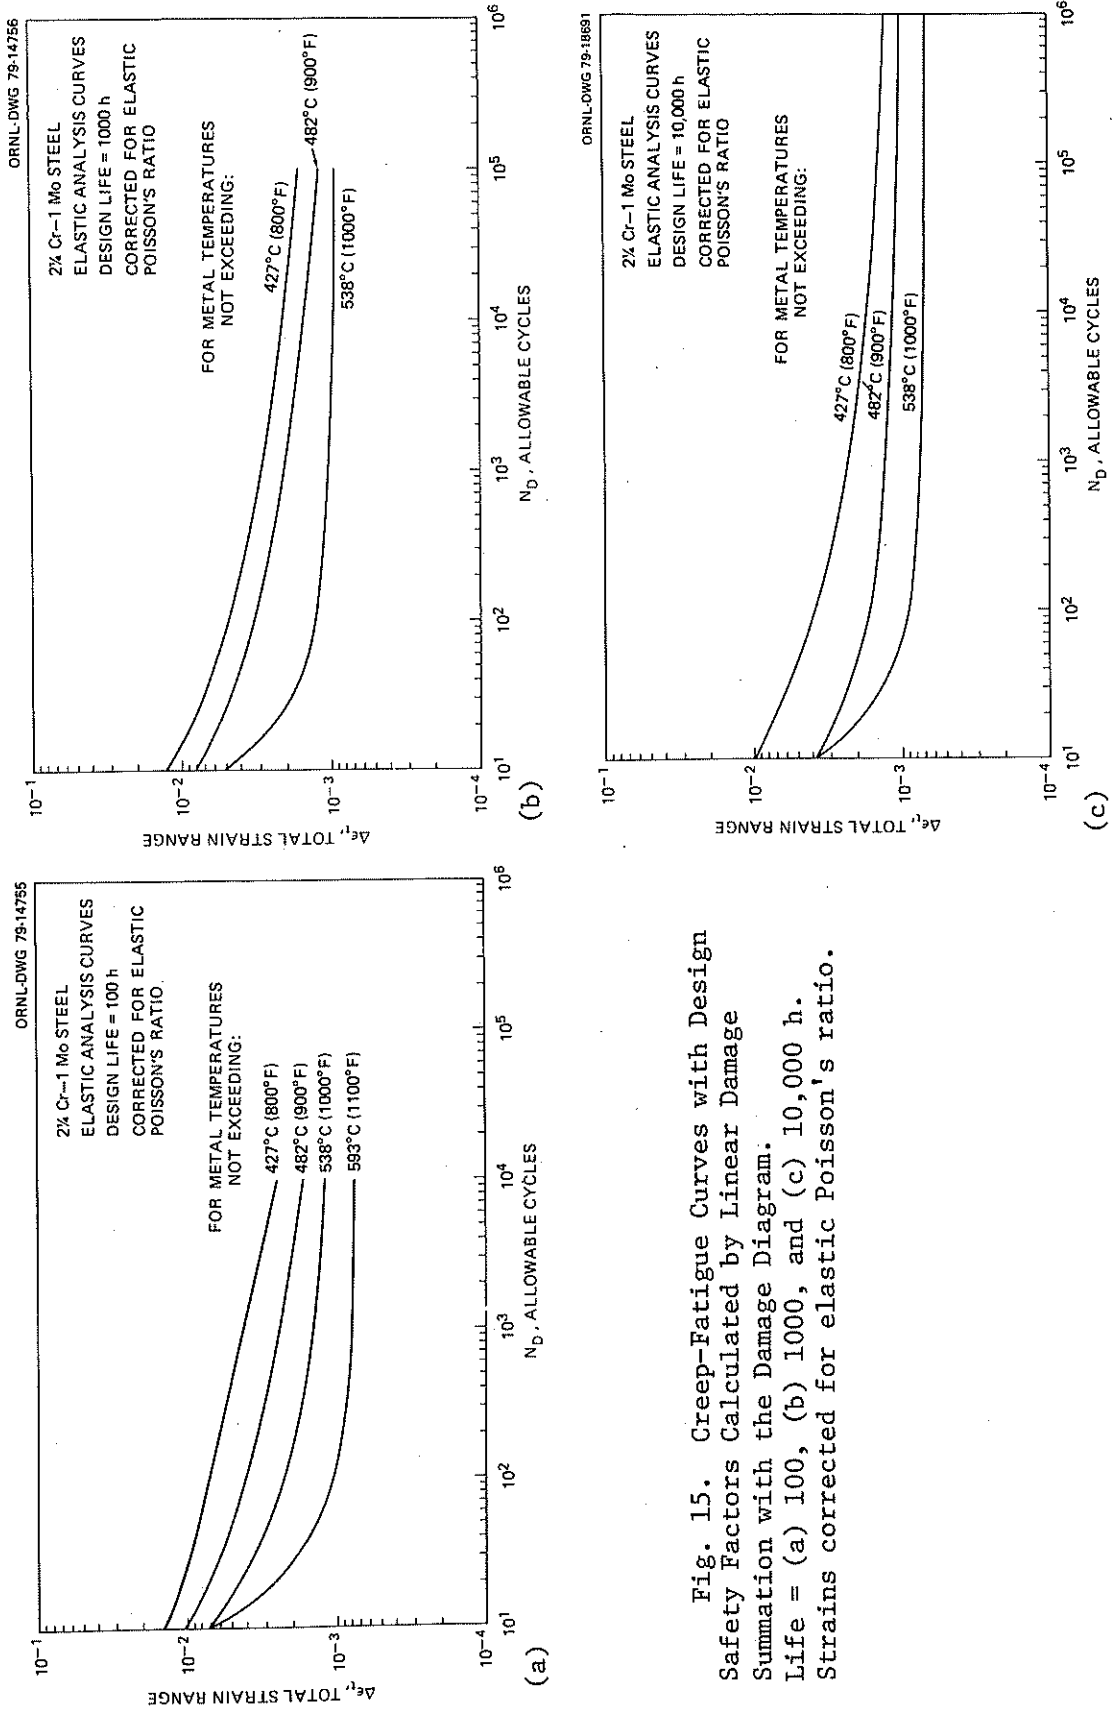 ORNL-DWG 79-14755
2¼ Cr–1 Mo STEEL
ELASTIC ANALYSIS CURVES
DESIGN LIFE = 100 h
CORRECTED FOR ELASTIC
POISSON'S RATIO.
FOR METAL TEMPERATURES
NOT EXCEEDING:
427°C (800°F)
482°C (900°F)
538°C (1000°F)
593°C (1100°F)
10⁻¹
10⁻²
10⁻³
10⁻⁴
Δeₜ, TOTAL STRAIN RANGE
10¹
10²
10³
10⁴
10⁵
10⁶
N_D, ALLOWABLE CYCLES
(a)
ORNL-DWG 79-14756
2¼ Cr–1 Mo STEEL
ELASTIC ANALYSIS CURVES
DESIGN LIFE = 1000 h
CORRECTED FOR ELASTIC
POISSON'S RATIO
FOR METAL TEMPERATURES
NOT EXCEEDING:
427°C (800°F)
482°C (900°F)
538°C (1000°F)
10⁻¹
10⁻²
10⁻³
10⁻⁴
Δeₜ, TOTAL STRAIN RANGE
10¹
10²
10³
10⁴
10⁵
10⁶
N_D, ALLOWABLE CYCLES
(b)
ORNL-DWG 79-18691
2¼ Cr–1 Mo STEEL
ELASTIC ANALYSIS CURVES
DESIGN LIFE = 10,000 h
CORRECTED FOR ELASTIC
POISSON'S RATIO
FOR METAL TEMPERATURES
NOT EXCEEDING:
427°C (800°F)
482°C (900°F)
538°C (1000°F)
10⁻¹
10⁻²
10⁻³
10⁻⁴
Δeₜ, TOTAL STRAIN RANGE
10¹
10²
10³
10⁴
10⁵
10⁶
N_D, ALLOWABLE CYCLES
(c)
Fig. 15. Creep-Fatigue Curves with Design
Safety Factors Calculated by Linear Damage
Summation with the Damage Diagram.
Life = (a) 100, (b) 1000, and (c) 10,000 h.
Strains corrected for elastic Poisson's ratio.